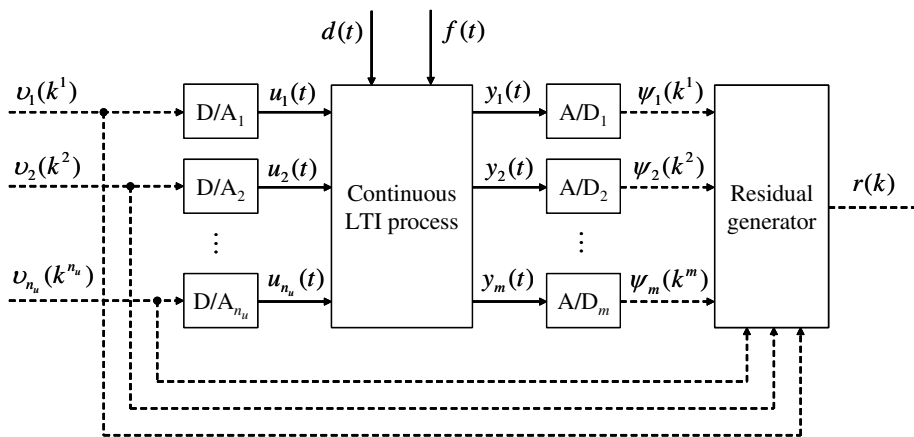 d(t) f(t)
υ₁(k¹) D/A₁ u₁(t) y₁(t) A/D₁ ψ₁(k¹)
υ₂(k²) D/A₂ u₂(t) Continuous LTI process y₂(t) A/D₂ ψ₂(k²) Residual generator r(k)
⋮ ⋮
υₙᵤ(kⁿᵘ) D/Aₙᵤ uₙᵤ(t) yₘ(t) A/Dₘ ψₘ(kᵐ)